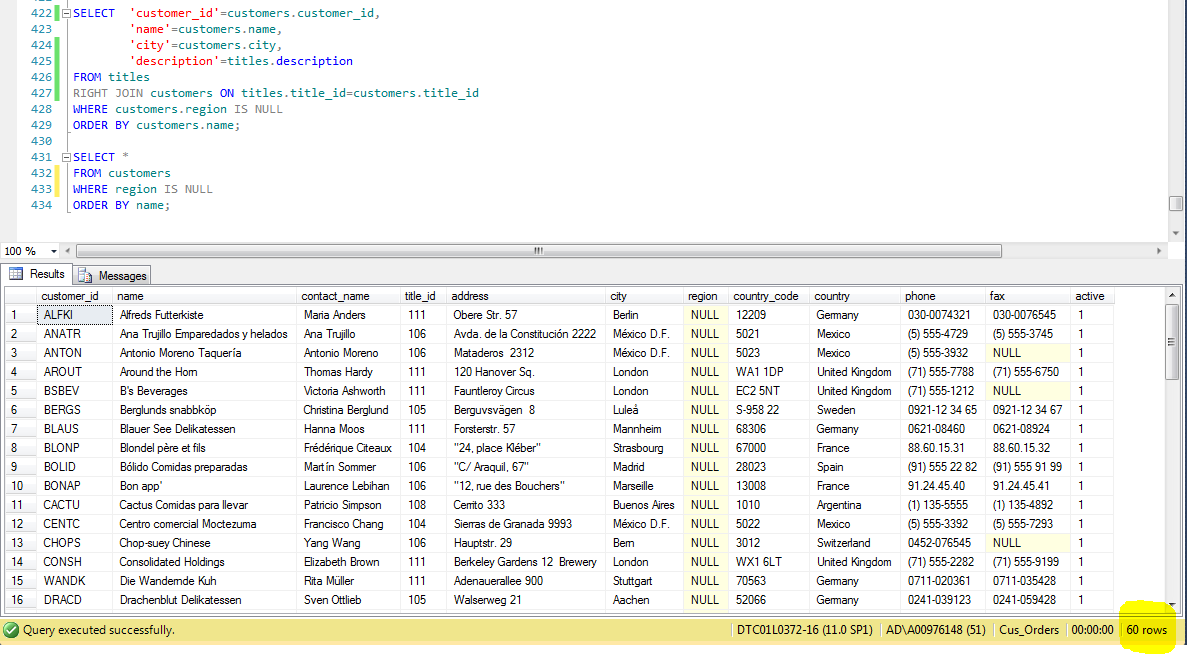 422 SELECT 'customer_id'=customers.customer_id,
423 'name'=customers.name,
424 'city'=customers.city,
425 'description'=titles.description
426 FROM titles
427 RIGHT JOIN customers ON titles.title_id=customers.title_id
428 WHERE customers.region IS NULL
429 ORDER BY customers.name;
430
431 SELECT *
432 FROM customers
433 WHERE region IS NULL
434 ORDER BY name;
100 %
Results Messages
customer_id name contact_name title_id address city region country_code country phone fax active
1 ALFKI Alfreds Futterkiste Maria Anders 111 Obere Str. 57 Berlin NULL 12209 Germany 030-0074321 030-0076545 1
2 ANATR Ana Trujillo Emparedados y helados Ana Trujillo 106 Avda. de la Constitución 2222 México D.F. NULL 5021 Mexico (5) 555-4729 (5) 555-3745 1
3 ANTON Antonio Moreno Taquería Antonio Moreno 106 Mataderos 2312 México D.F. NULL 5023 Mexico (5) 555-3932 NULL 1
4 AROUT Around the Horn Thomas Hardy 111 120 Hanover Sq. London NULL WA1 1DP United Kingdom (71) 555-7788 (71) 555-6750 1
5 BSBEV B's Beverages Victoria Ashworth 111 Fauntleroy Circus London NULL EC2 5NT United Kingdom (71) 555-1212 NULL 1
6 BERGS Berglunds snabbköp Christina Berglund 105 Berguvsvägen 8 Luleå NULL S-958 22 Sweden 0921-12 34 65 0921-12 34 67 1
7 BLAUS Blauer See Delikatessen Hanna Moos 111 Forsterstr. 57 Mannheim NULL 68306 Germany 0621-08460 0621-08924 1
8 BLONP Blondel père et fils Frédérique Citeaux 104 "24, place Kléber" Strasbourg NULL 67000 France 88.60.15.31 88.60.15.32 1
9 BOLID Bólido Comidas preparadas Martín Sommer 106 "C/ Araquil, 67" Madrid NULL 28023 Spain (91) 555 22 82 (91) 555 91 99 1
10 BONAP Bon app' Laurence Lebihan 106 "12, rue des Bouchers" Marseille NULL 13008 France 91.24.45.40 91.24.45.41 1
11 CACTU Cactus Comidas para llevar Patricio Simpson 108 Cerrito 333 Buenos Aires NULL 1010 Argentina (1) 135-5555 (1) 135-4892 1
12 CENTC Centro comercial Moctezuma Francisco Chang 104 Sierras de Granada 9993 México D.F. NULL 5022 Mexico (5) 555-3392 (5) 555-7293 1
13 CHOPS Chop-suey Chinese Yang Wang 106 Hauptstr. 29 Bern NULL 3012 Switzerland 0452-076545 NULL 1
14 CONSH Consolidated Holdings Elizabeth Brown 111 Berkeley Gardens 12 Brewery London NULL WX1 6LT United Kingdom (71) 555-2282 (71) 555-9199 1
15 WANDK Die Wandernde Kuh Rita Müller 111 Adenauerallee 900 Stuttgart NULL 70563 Germany 0711-020361 0711-035428 1
16 DRACD Drachenblut Delikatessen Sven Ottlieb 105 Walserweg 21 Aachen NULL 52066 Germany 0241-039123 0241-059428 1
Query executed successfully. DTC01L0372-16 (11.0 SP1) AD\A00976148 (51) Cus_Orders 00:00:00 60 rows